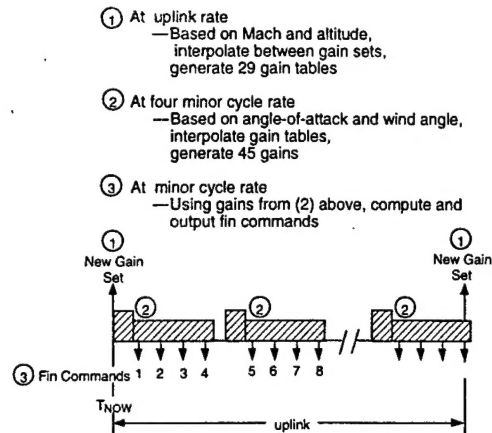 ① At uplink rate
—Based on Mach and altitude,
interpolate between gain sets,
generate 29 gain tables
② At four minor cycle rate
—Based on angle-of-attack and wind angle,
interpolate gain tables,
generate 45 gains
③ At minor cycle rate
—Using gains from (2) above, compute and
output fin commands
① ①
New Gain New Gain
Set Set
② ② ②
③ Fin Commands 1 2 3 4 5 6 7 8
TNOW
uplink